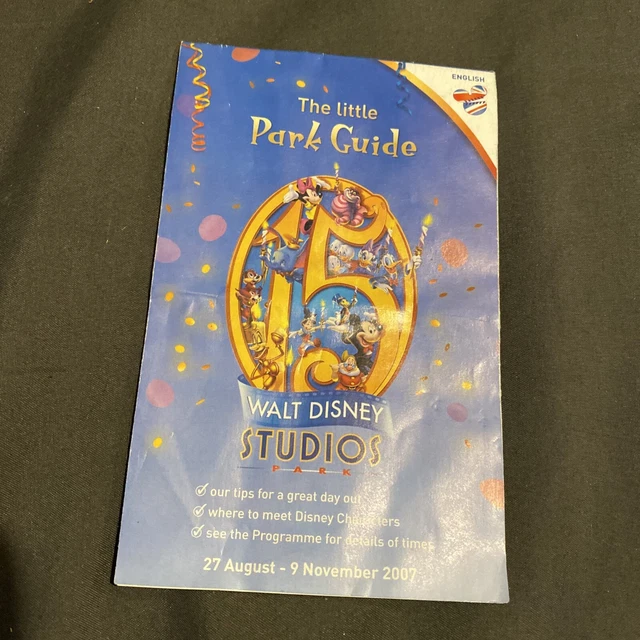 ENGLISH
The little
Park Guide
15
WALT DISNEY
STUDIOS
PARK
our tips for a great day out
where to meet Disney Characters
see the Programme for details of times
27 August - 9 November 2007